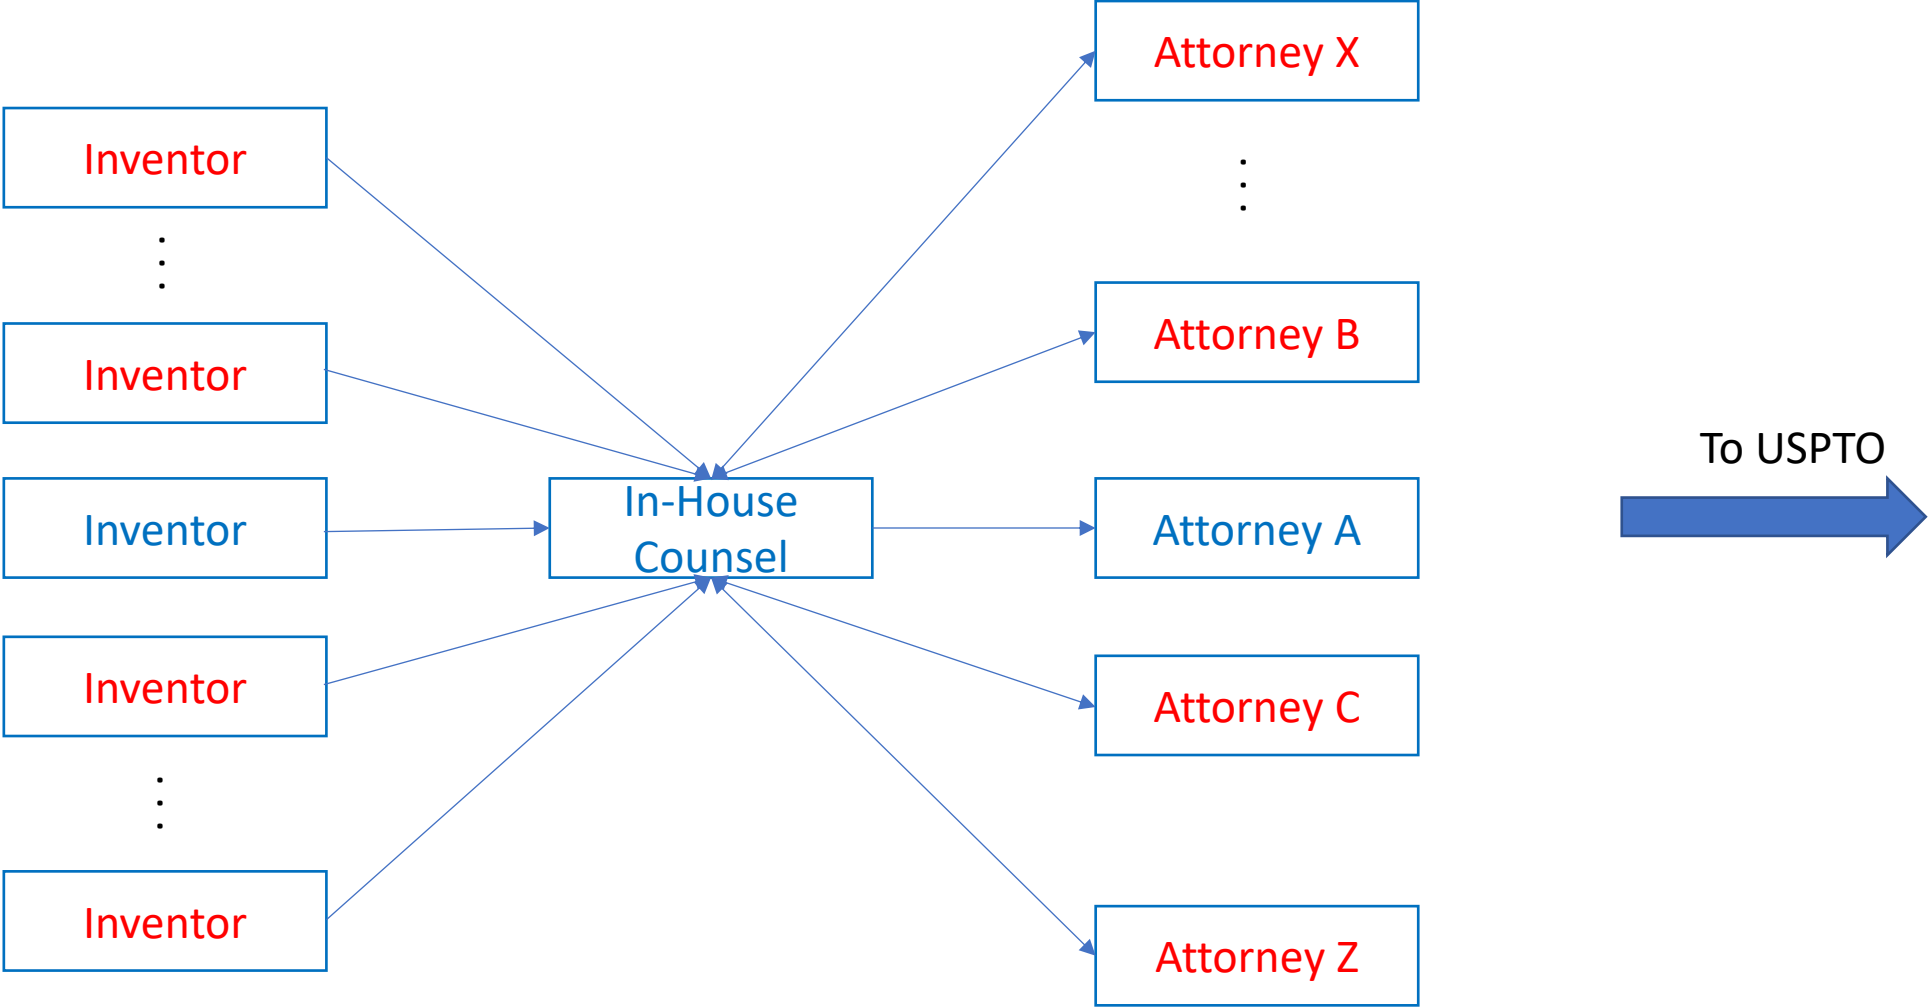 Attorney X
Inventor
Attorney B
Inventor
To USPTO
In-House
Counsel
Inventor
Attorney A
Inventor
Attorney C
Inventor
Attorney Z